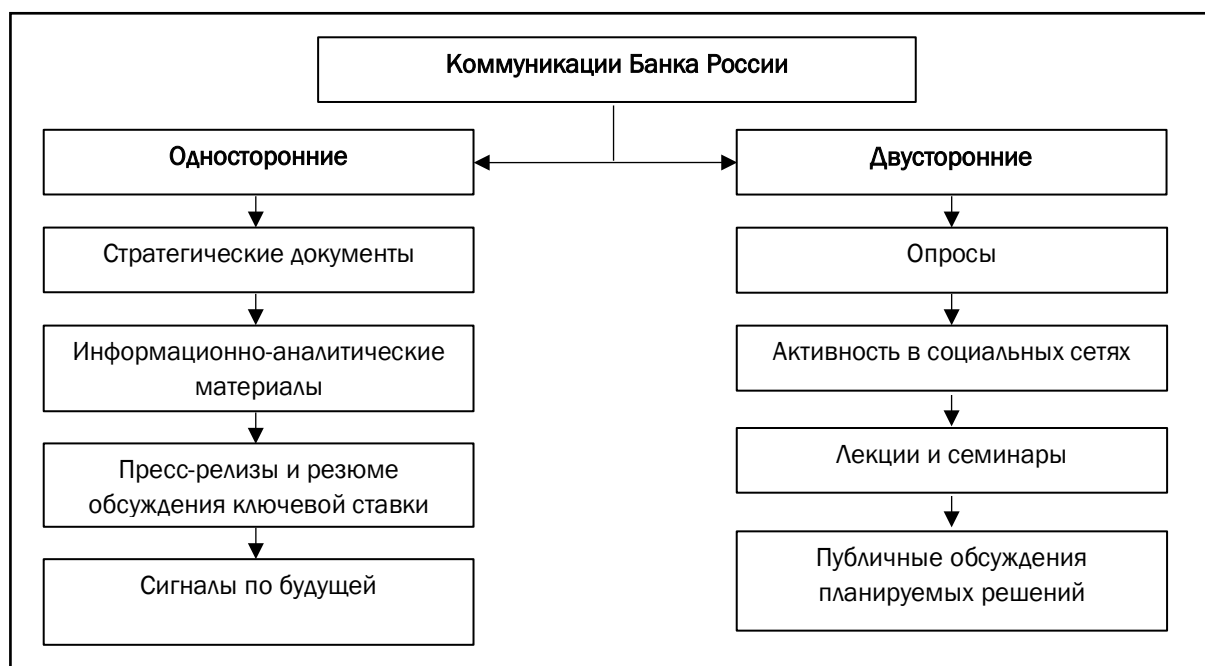 Коммуникации Банка России
Односторонние
Стратегические документы
Информационно-аналитические
материалы
Пресс-релизы и резюме
обсуждения ключевой ставки
Сигналы по будущей
Двусторонние
Опросы
Активность в социальных сетях
Лекции и семинары
Публичные обсуждения
планируемых решений